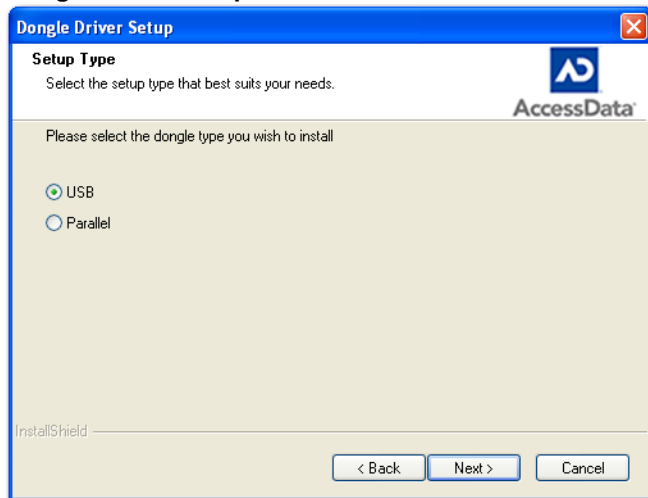 Dongle Driver Setup
Setup Type
Select the setup type that best suits your needs.
AccessData
Please select the dongle type you wish to install
USB
Parallel
InstallShield
< Back Next > Cancel